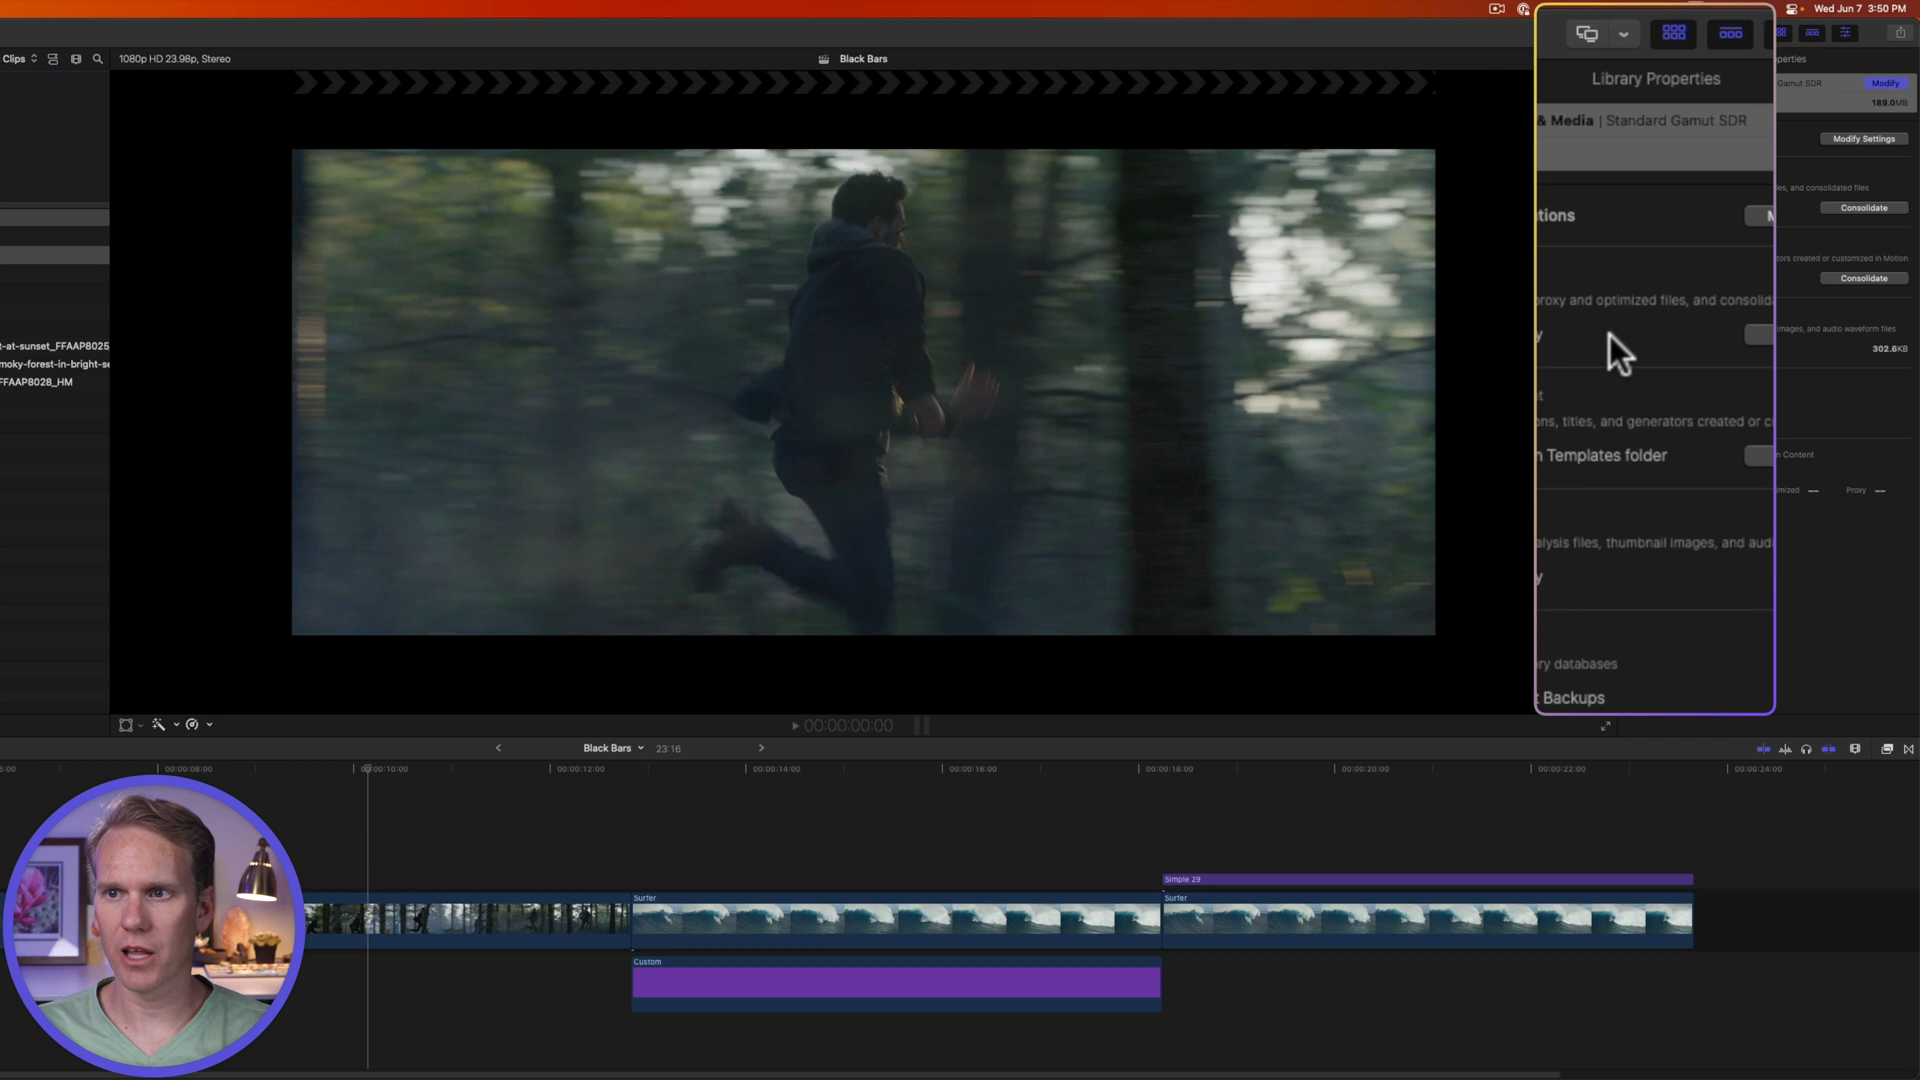 Wed Jun 7 3:50 PM
Clips
1080p HD 23.98p, Stereo
Black Bars
Library Properties
perties
& Media | Standard Gamut SDR
Gamut SDR
Modify
189.0MB
Modify Settings
tions
M
es, and consolidated files
Consolidate
tors created or customized in Motion
Consolidate
roxy and optimized files, and consolid
y
images, and audio waveform files
302.6KB
t-at-sunset_FFAAP8025
moky-forest-in-bright-se
FFAAP8028_HM
t
ns, titles, and generators created or c
n Templates folder
n Content
mized -- Proxy --
alysis files, thumbnail images, and aud
y
ry databases
t Backups
00:00:00:00
Black Bars 23:16
00:00:08:00
00:00:10:00
00:00:12:00
00:00:14:00
00:00:16:00
00:00:18:00
00:00:20:00
00:00:22:00
00:00:24:00
Simple 29
Surfer
Surfer
Custom